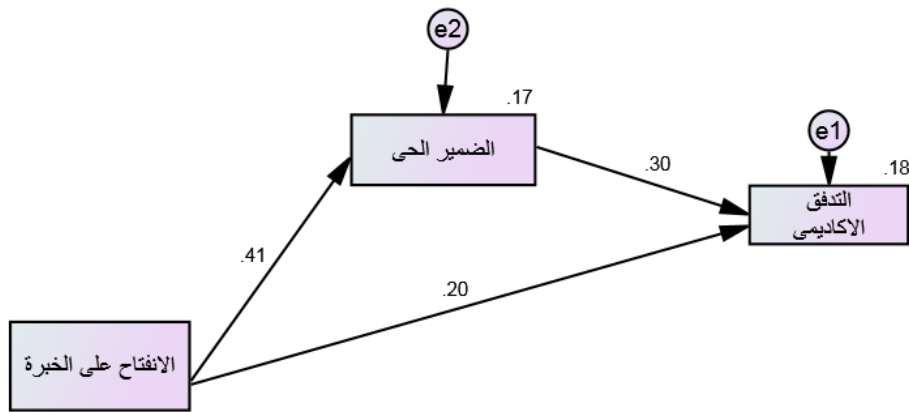 e2
.17
الضمير الحى
e1
.30
.18
التدفق
الاكاديمى
.41
.20
الانفتاح على الخبرة